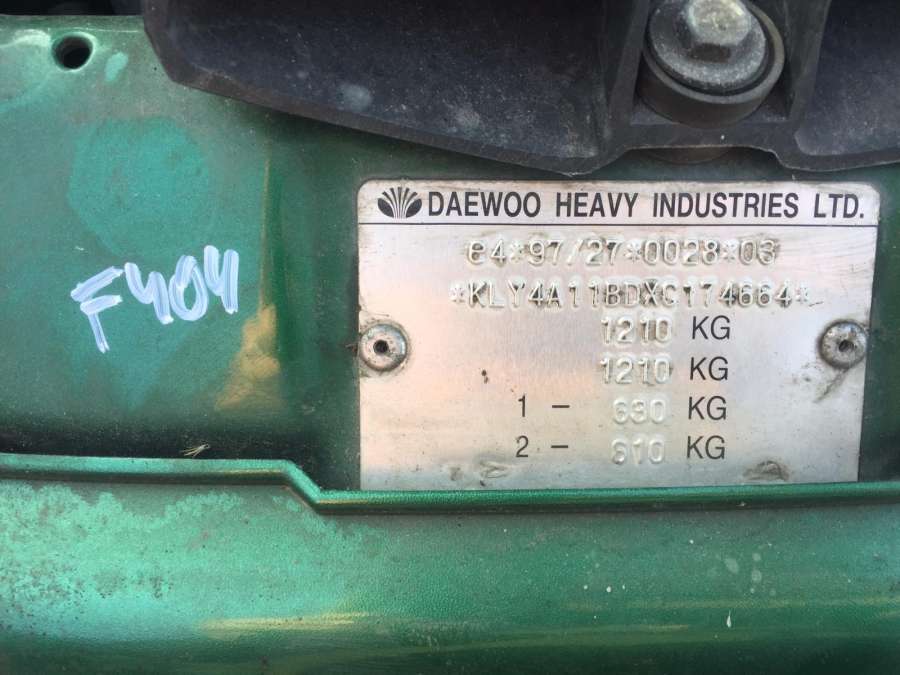 F404
DAEWOO HEAVY INDUSTRIES LTD.
e4*97/27*0028*03
*KLY4A11BDXC174664*
1210 KG
1210 KG
1 - 630 KG
2 - 610 KG